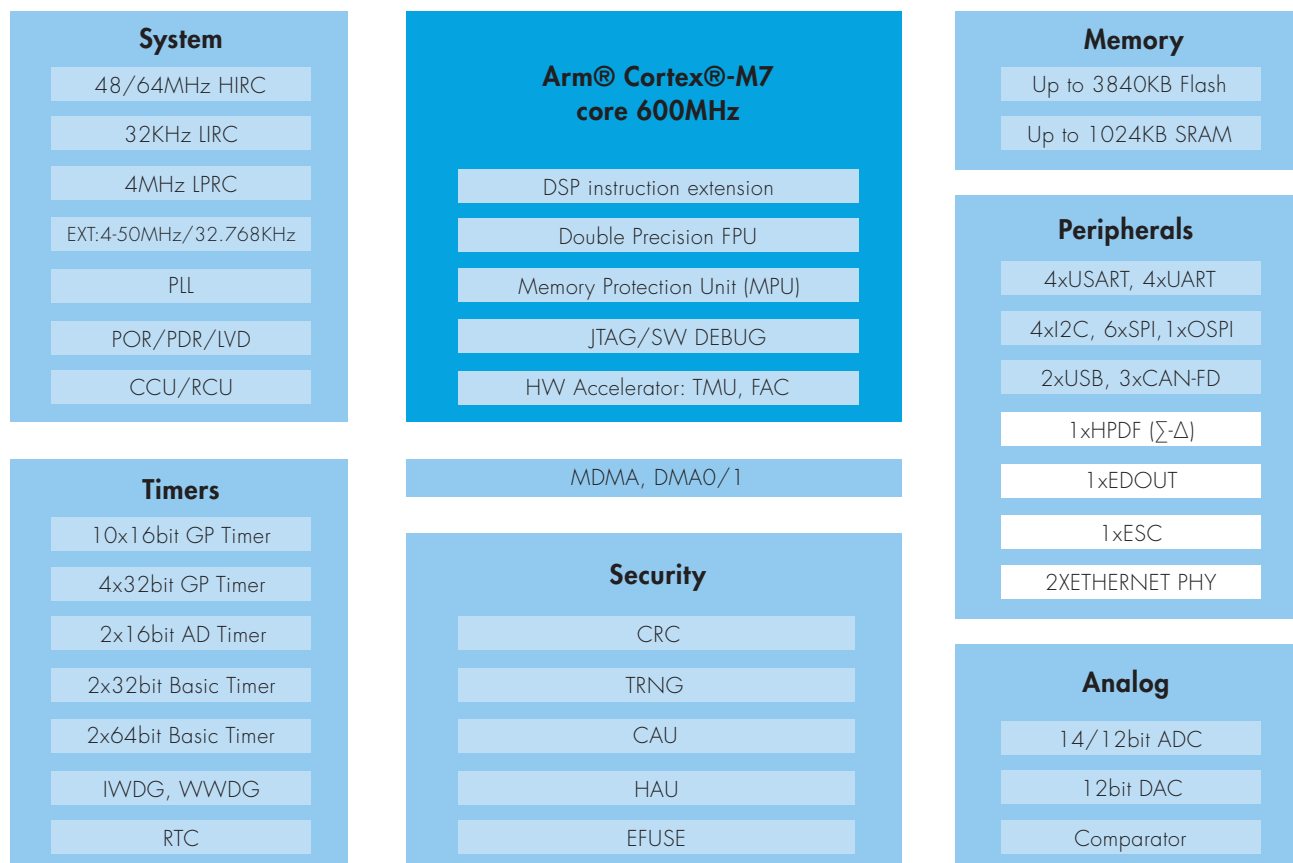 System
48/64MHz HIRC
32KHz LIRC
4MHz LPRC
EXT:4-50MHz/32.768KHz
PLL
POR/PDR/LVD
CCU/RCU
Timers
10x16bit GP Timer
4x32bit GP Timer
2x16bit AD Timer
2x32bit Basic Timer
2x64bit Basic Timer
IWDG, WWDG
RTC
Arm® Cortex®-M7
core 600MHz
DSP instruction extension
Double Precision FPU
Memory Protection Unit (MPU)
JTAG/SW DEBUG
HW Accelerator: TMU, FAC
MDMA, DMA0/1
Security
CRC
TRNG
CAU
HAU
EFUSE
Memory
Up to 3840KB Flash
Up to 1024KB SRAM
Peripherals
4xUSART, 4xUART
4xI2C, 6xSPI,1xOSPI
2xUSB, 3xCAN-FD
1xHPDF (∑-Δ)
1xEDOUT
1xESC
2XETHERNET PHY
Analog
14/12bit ADC
12bit DAC
Comparator